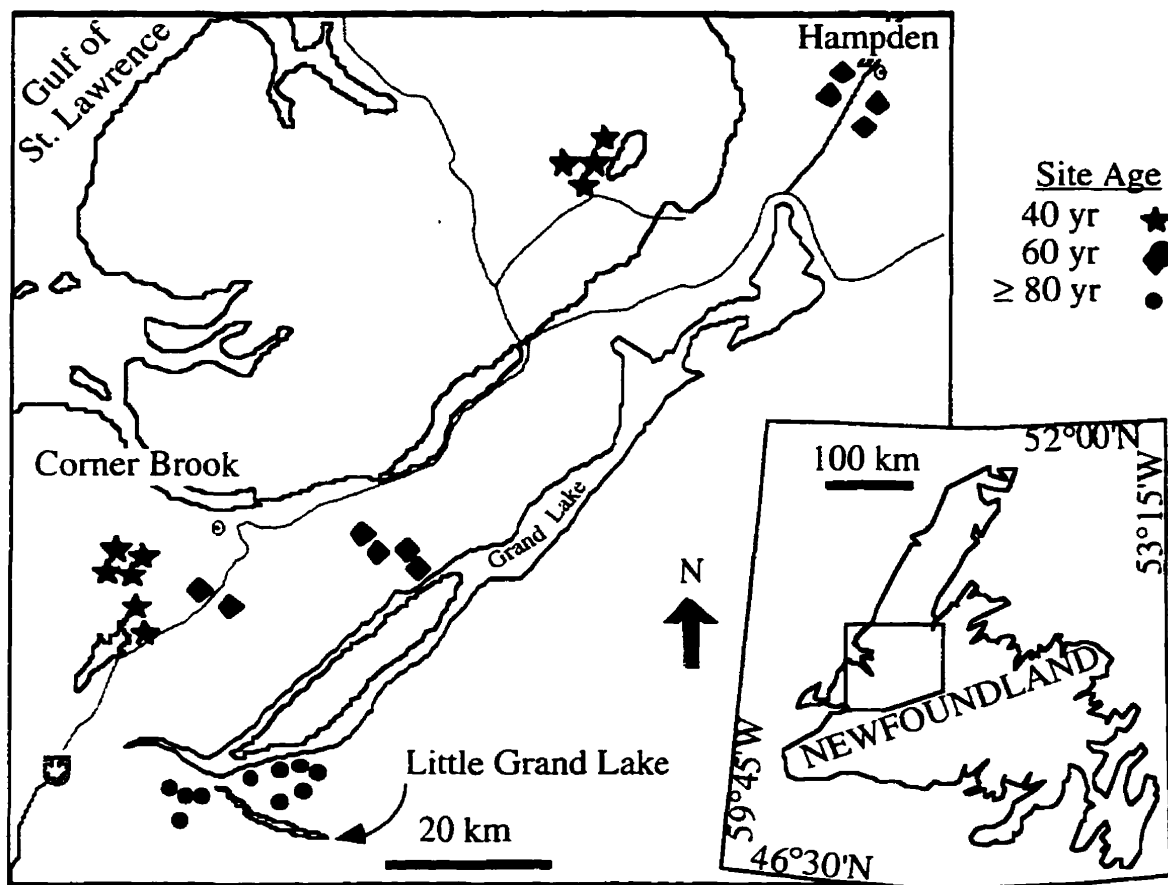 Gulf of
St. Lawrence
Hampden
Site Age
40 yr
60 yr
≥ 80 yr
Corner Brook
Grand Lake
N
Little Grand Lake
20 km
100 km
52°00'N
53°15'W
NEWFOUNDLAND
59°45'W
46°30'N